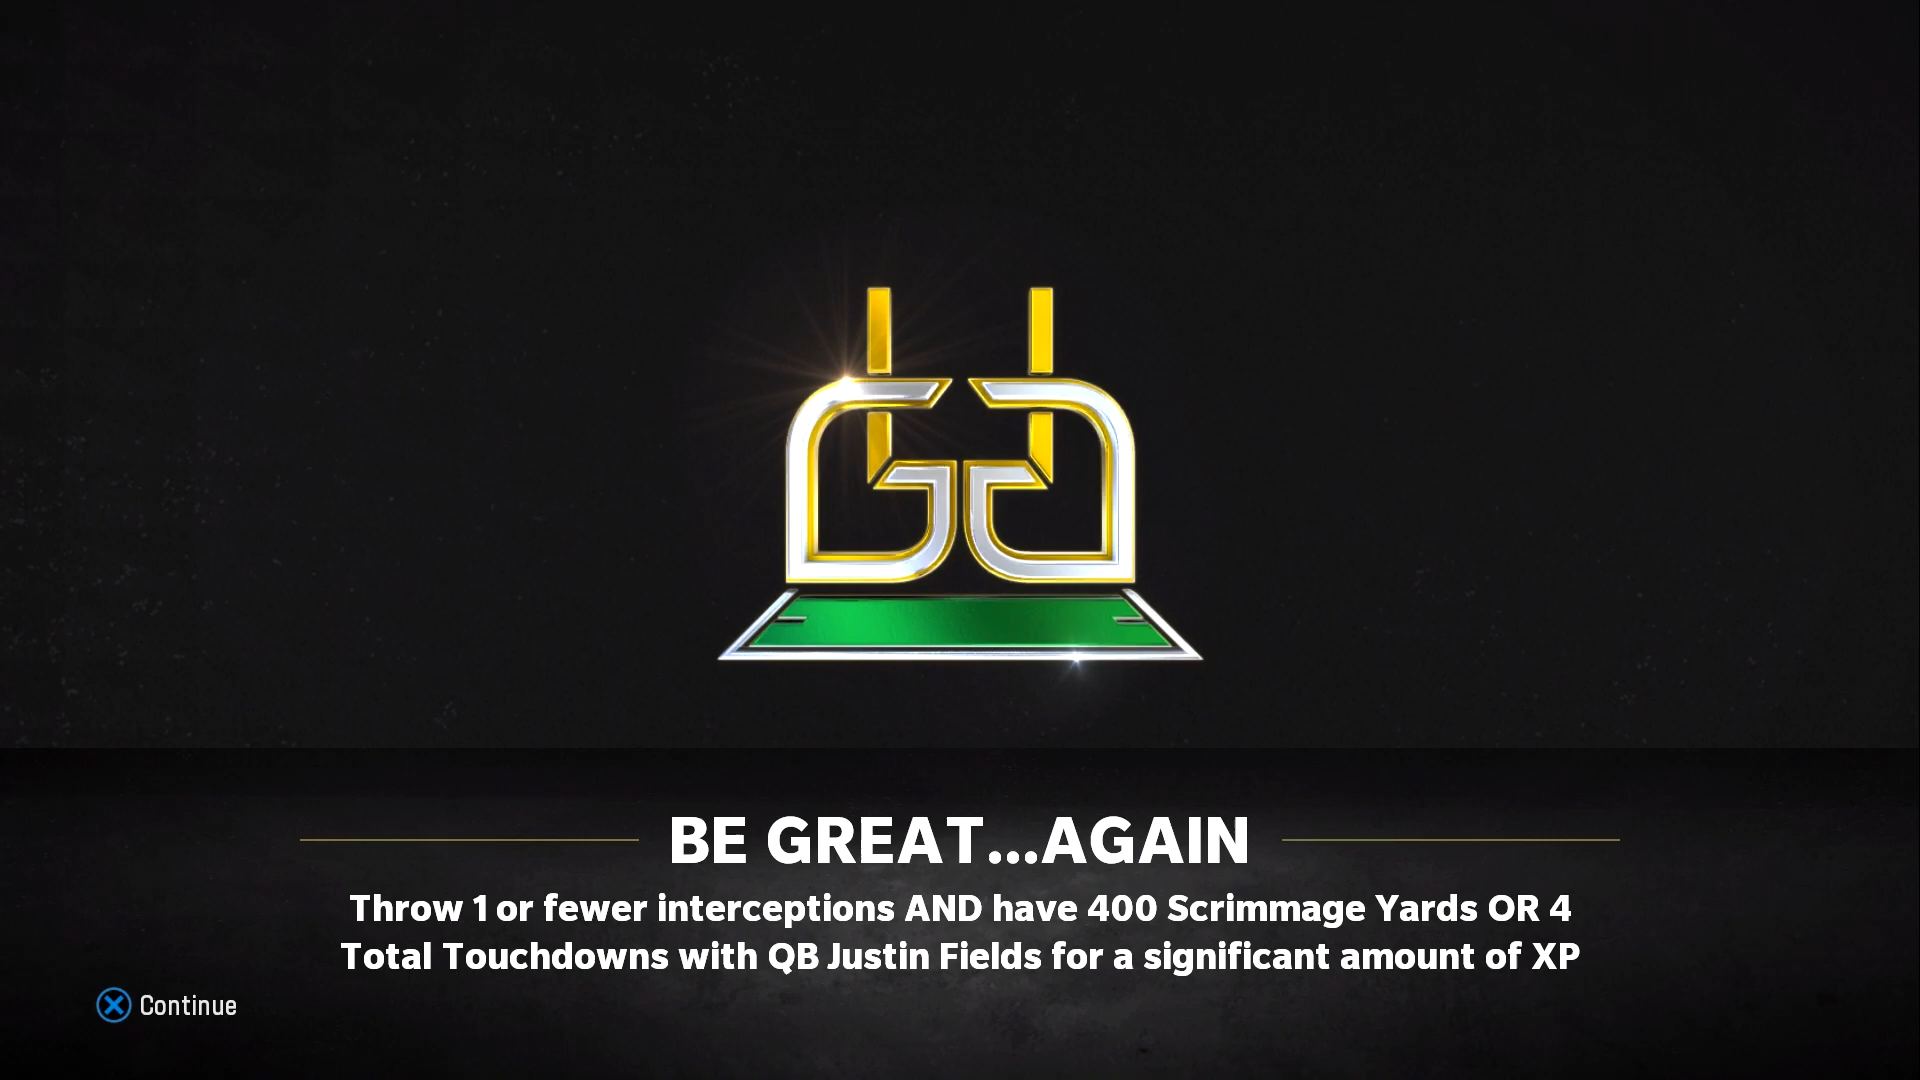 BE GREAT...AGAIN
Throw 1 or fewer interceptions AND have 400 Scrimmage Yards OR 4
Total Touchdowns with QB Justin Fields for a significant amount of XP
Continue